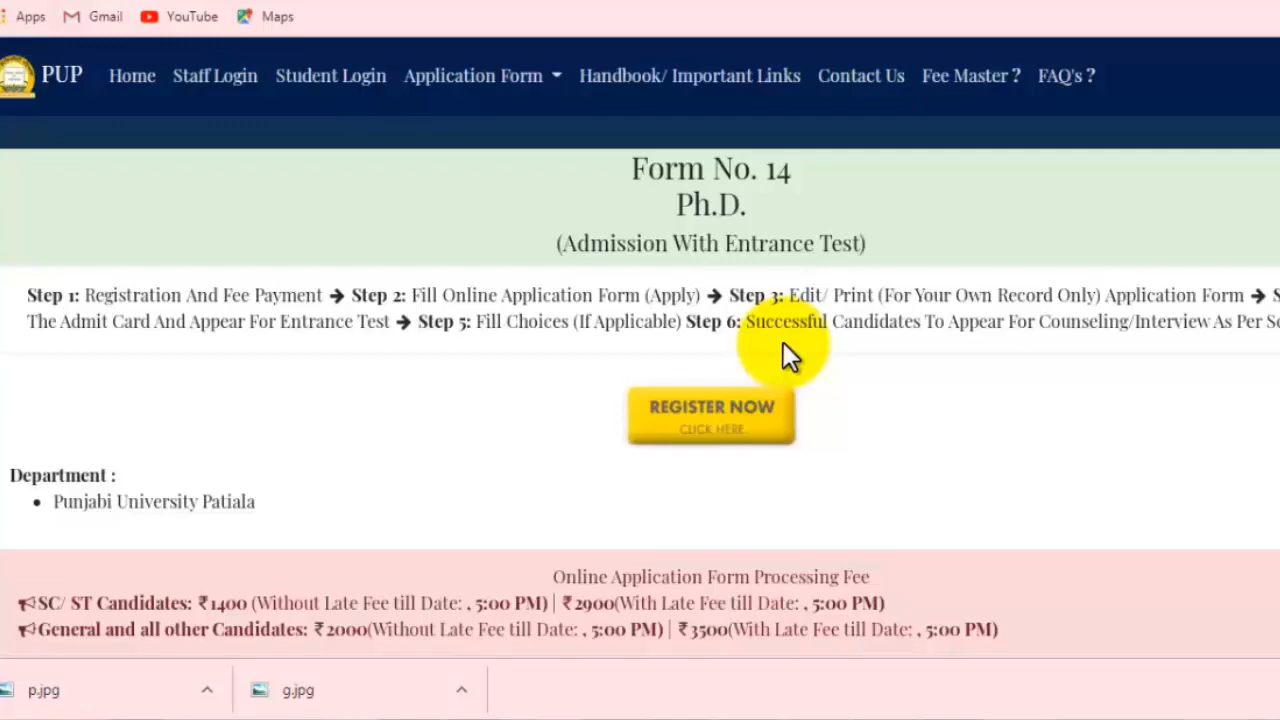 Apps Gmail YouTube Maps
PUP Home Staff Login Student Login Application Form Handbook/ Important Links Contact Us Fee Master ? FAQ's ?
Form No. 14
Ph.D.
(Admission With Entrance Test)
Step 1: Registration And Fee Payment → Step 2: Fill Online Application Form (Apply) → Step 3: Edit/ Print (For Your Own Record Only) Application Form → S
The Admit Card And Appear For Entrance Test → Step 5: Fill Choices (If Applicable) Step 6: Successful Candidates To Appear For Counseling/Interview As Per Sc
REGISTER NOW
CLICK HERE
Department :
• Punjabi University Patiala
Online Application Form Processing Fee
SC/ ST Candidates: ₹1400 (Without Late Fee till Date: , 5:00 PM) | ₹2900(With Late Fee till Date: , 5:00 PM)
General and all other Candidates: ₹2000(Without Late Fee till Date: , 5:00 PM) | ₹3500(With Late Fee till Date: , 5:00 PM)
p.jpg g.jpg